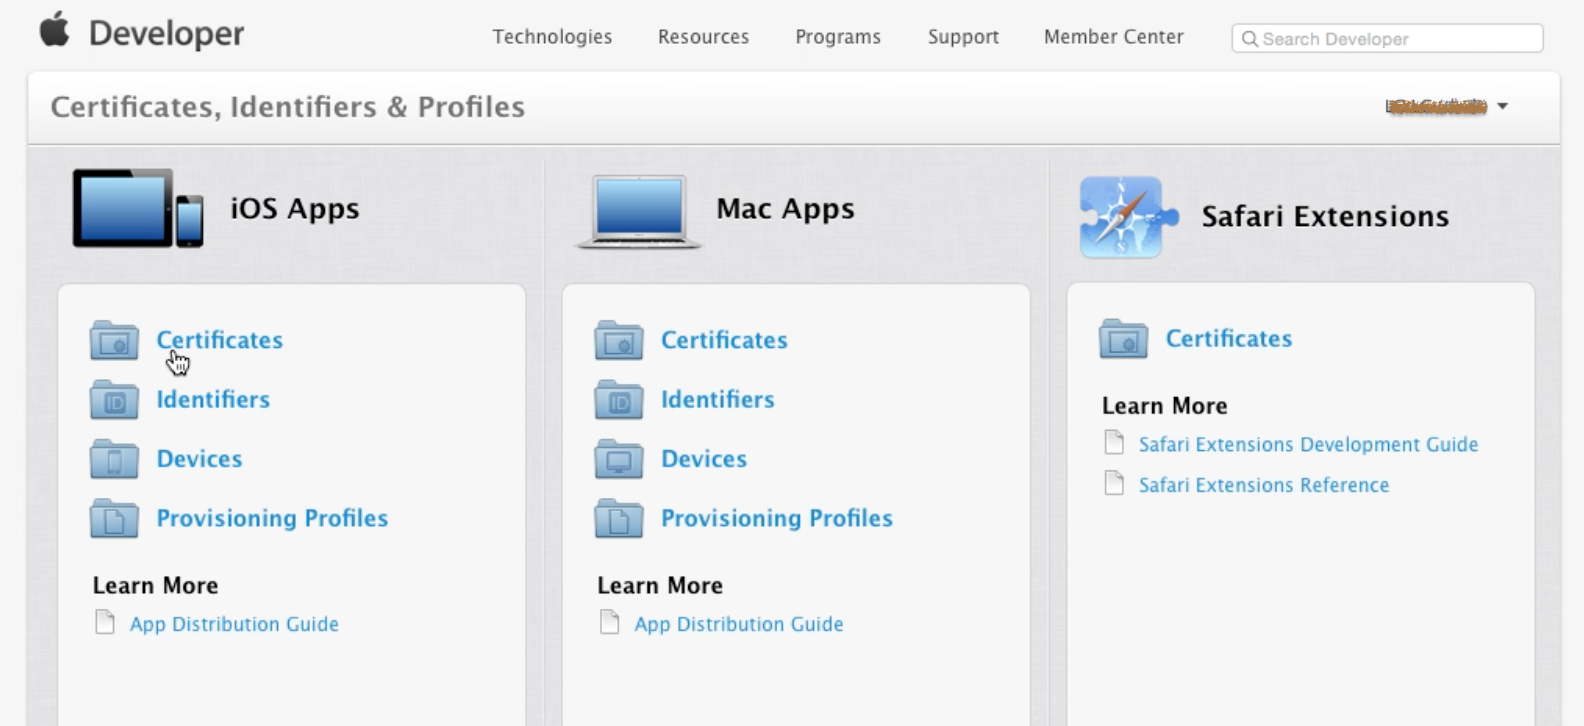 Developer
Technologies Resources Programs Support Member Center Search Developer
Certificates, Identifiers & Profiles
iOS Apps
Certificates
Identifiers
ID
Devices
Provisioning Profiles
Learn More
App Distribution Guide
Mac Apps
Certificates
Identifiers
ID
Devices
Provisioning Profiles
Learn More
App Distribution Guide
Safari Extensions
N
S
Certificates
Learn More
Safari Extensions Development Guide
Safari Extensions Reference